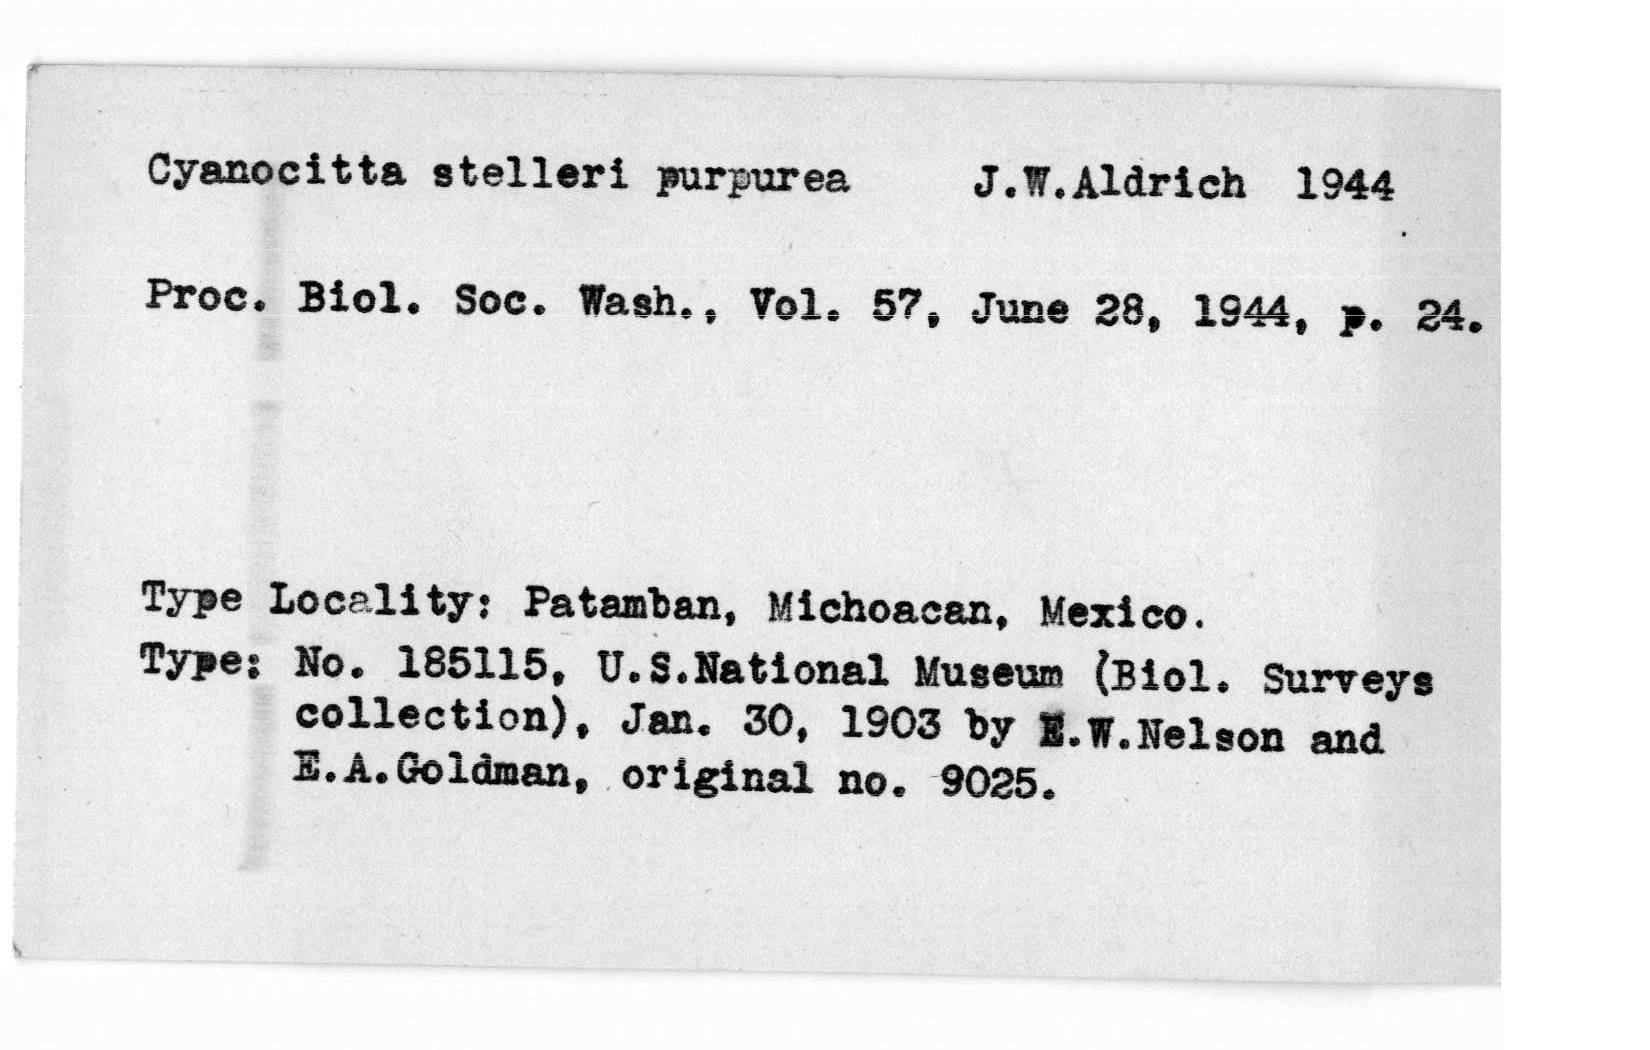 Cyanocitta stelleri purpurea J.W.Aldrich 1944
Proc. Biol. Soc. Wash., Vol. 57, June 28, 1944, p. 24.
Type Locality: Patamban, Michoacan, Mexico.
Type: No. 185115, U.S.National Museum (Biol. Surveys
collection), Jan. 30, 1903 by E.W.Nelson and
E.A.Goldman, original no. 9025.